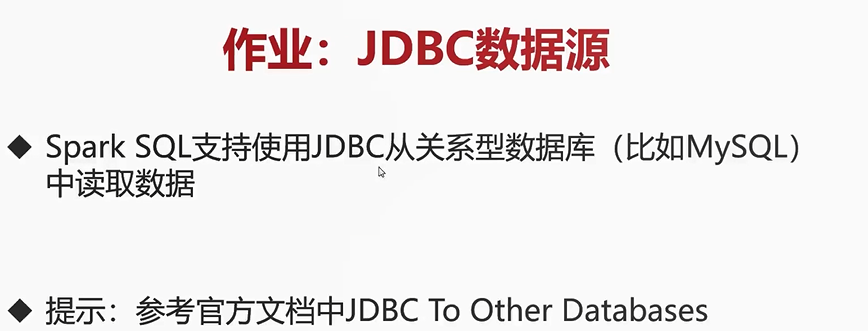 作业：JDBC数据源
◆ Spark SQL支持使用JDBC从关系型数据库（比如MySQL）
中读取数据
◆ 提示：参考官方文档中JDBC To Other Databases